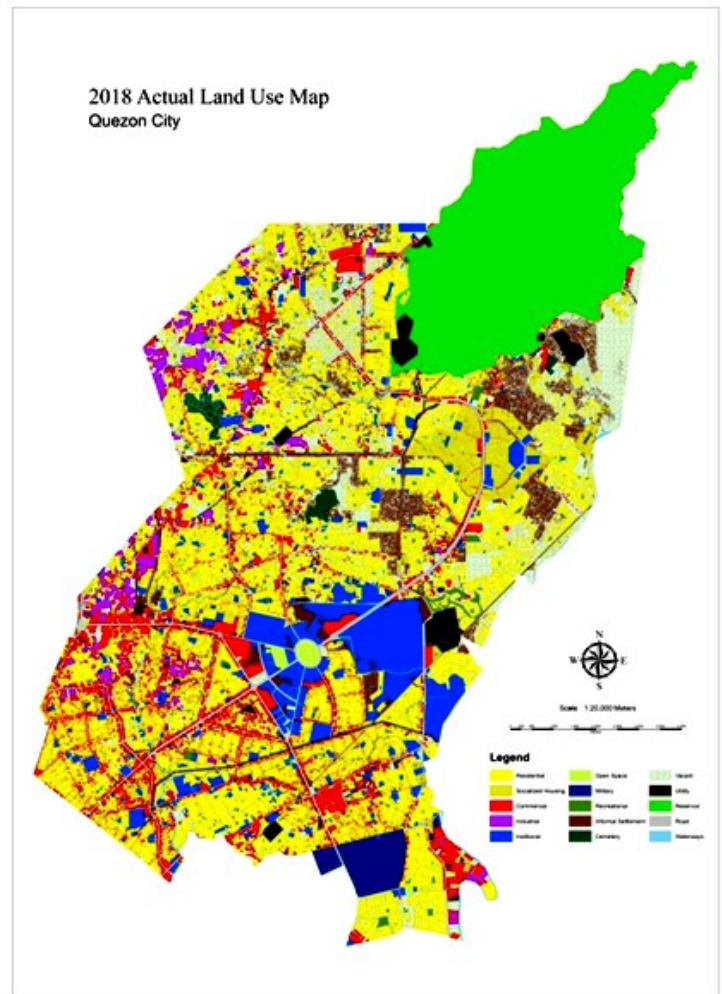 2018 Actual Land Use Map
Quezon City
N
W E
S
Scale 1:20,000 Meters
Legend
Residential
Socialized Housing
Commercial
Industrial
Institutional
Open Space
Military
Recreational
Informal Settlement
Cemetery
Vacant
Utility
Reservoir
Road
Waterways